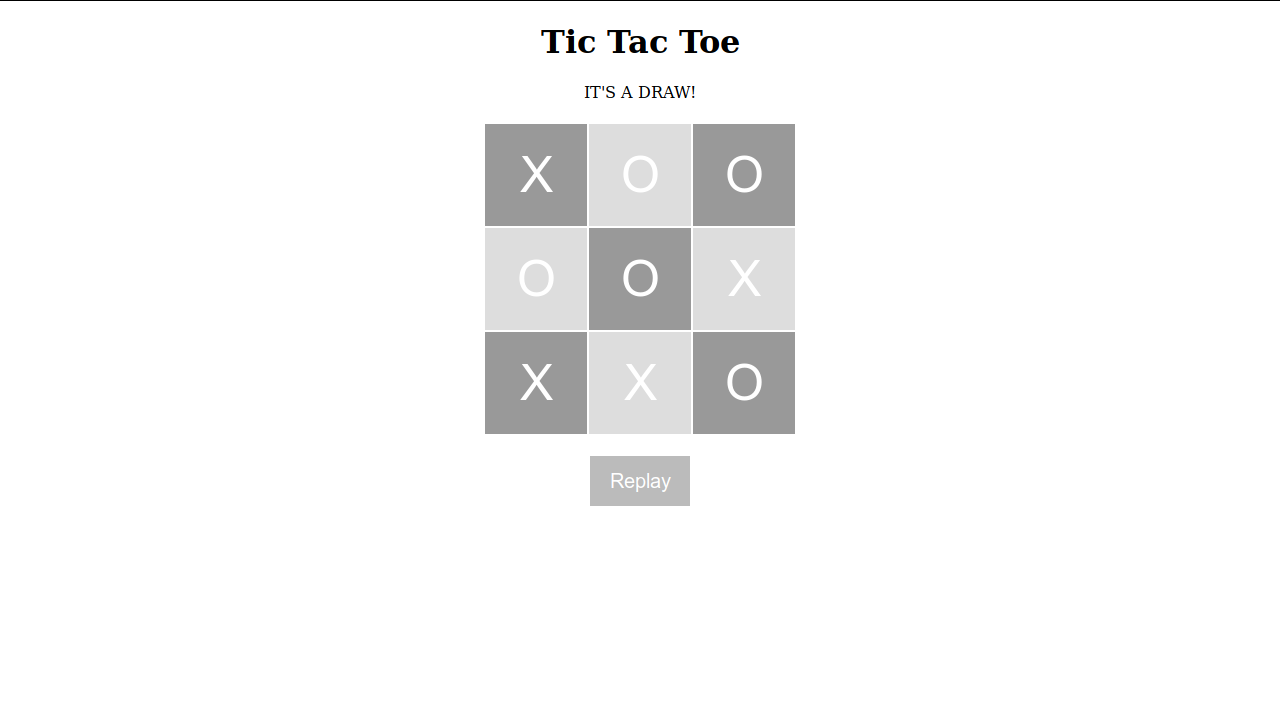 Tic Tac Toe
IT'S A DRAW!
X O O
O O X
X X O
Replay